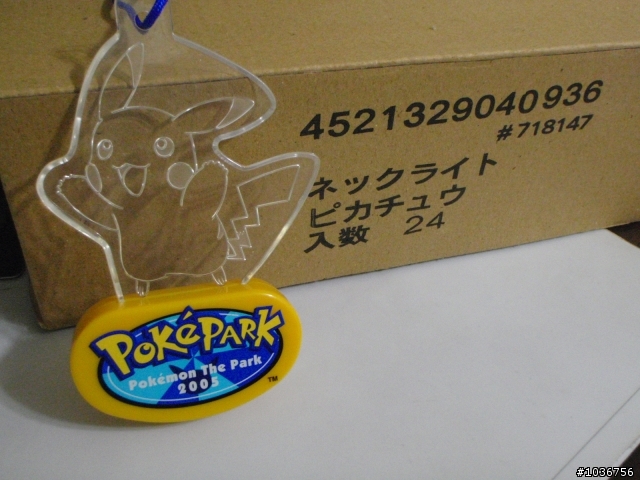 4521329040936
#718147
ネックライト
ピカチュウ
入数 24
POKéPARK
Pokémon The Park
2005
TM
#1036756